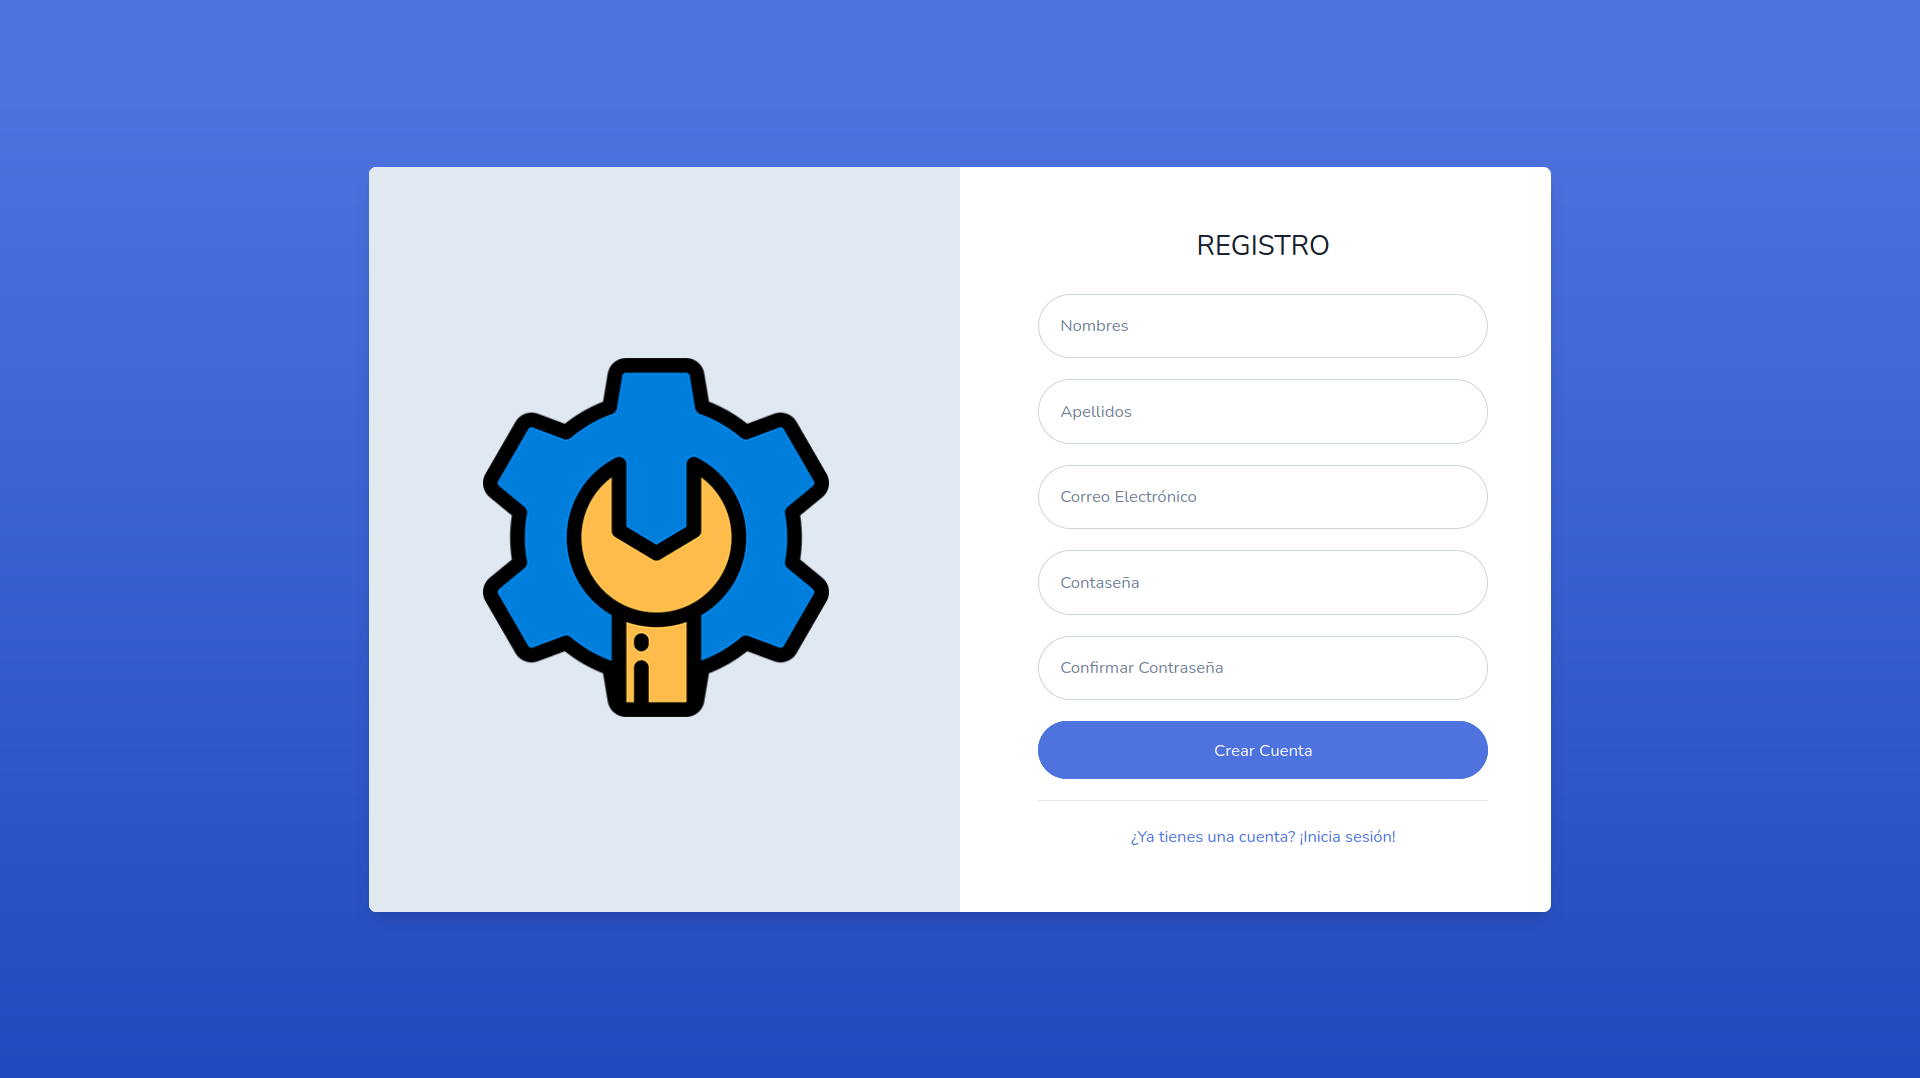 REGISTRO
Nombres
Apellidos
Correo Electrónico
Contaseña
Confirmar Contraseña
Crear Cuenta
¿Ya tienes una cuenta? ¡Inicia sesión!